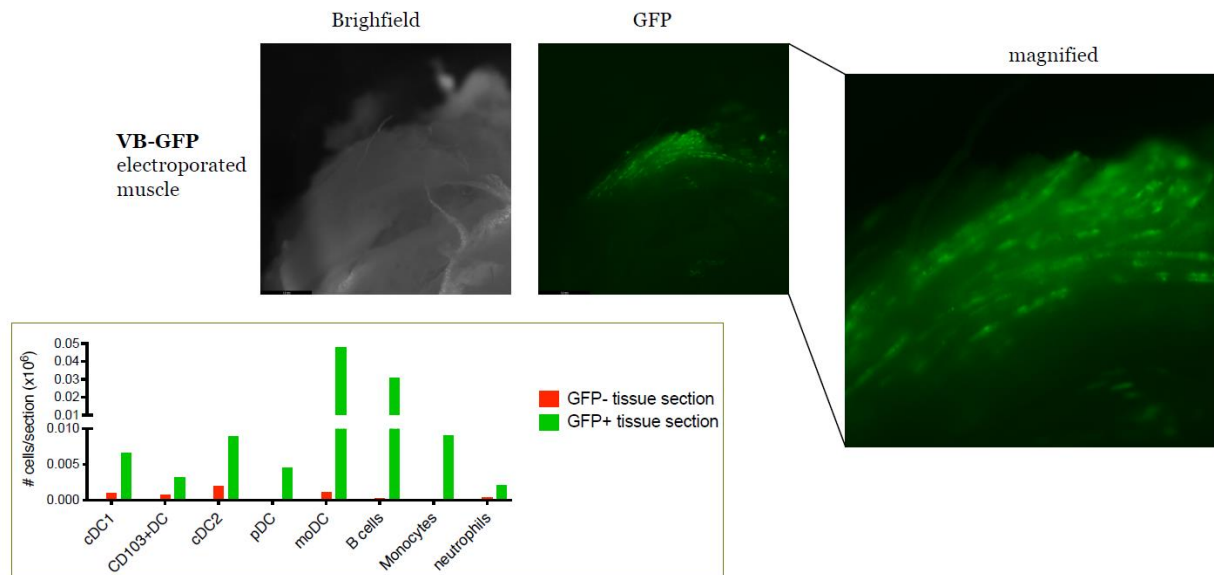 Brighfield
GFP
magnified
VB-GFP
electroporated
muscle
# cells/section (x10⁶)
0.05
0.04
0.03
0.02
0.01
0.010
0.005
0.000
cDC1
CD103+DC
cDC2
pDC
moDC
B cells
Monocytes
neutrophils
GFP- tissue section
GFP+ tissue section